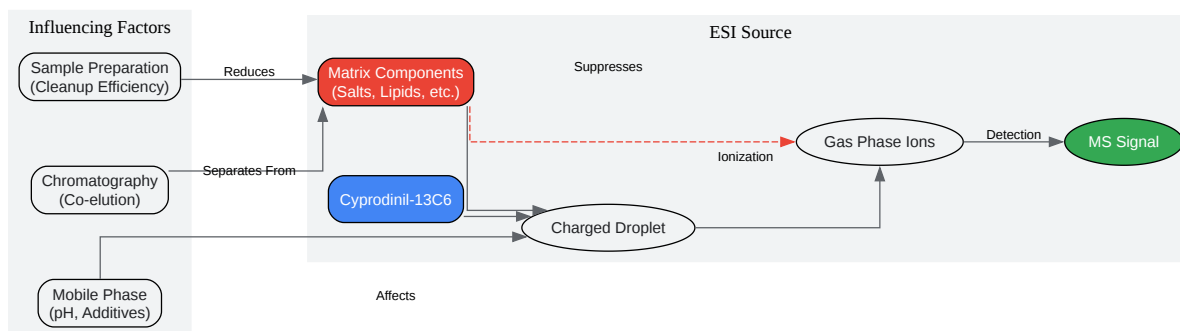 Influencing Factors
ESI Source
Sample Preparation
(Cleanup Efficiency)
Reduces
Matrix Components
(Salts, Lipids, etc.)
Suppresses
Ionization
Gas Phase Ions
Detection
MS Signal
Chromatography
(Co-elution)
Separates From
Cyprodinil-13C6
Charged Droplet
Mobile Phase
(pH, Additives)
Affects